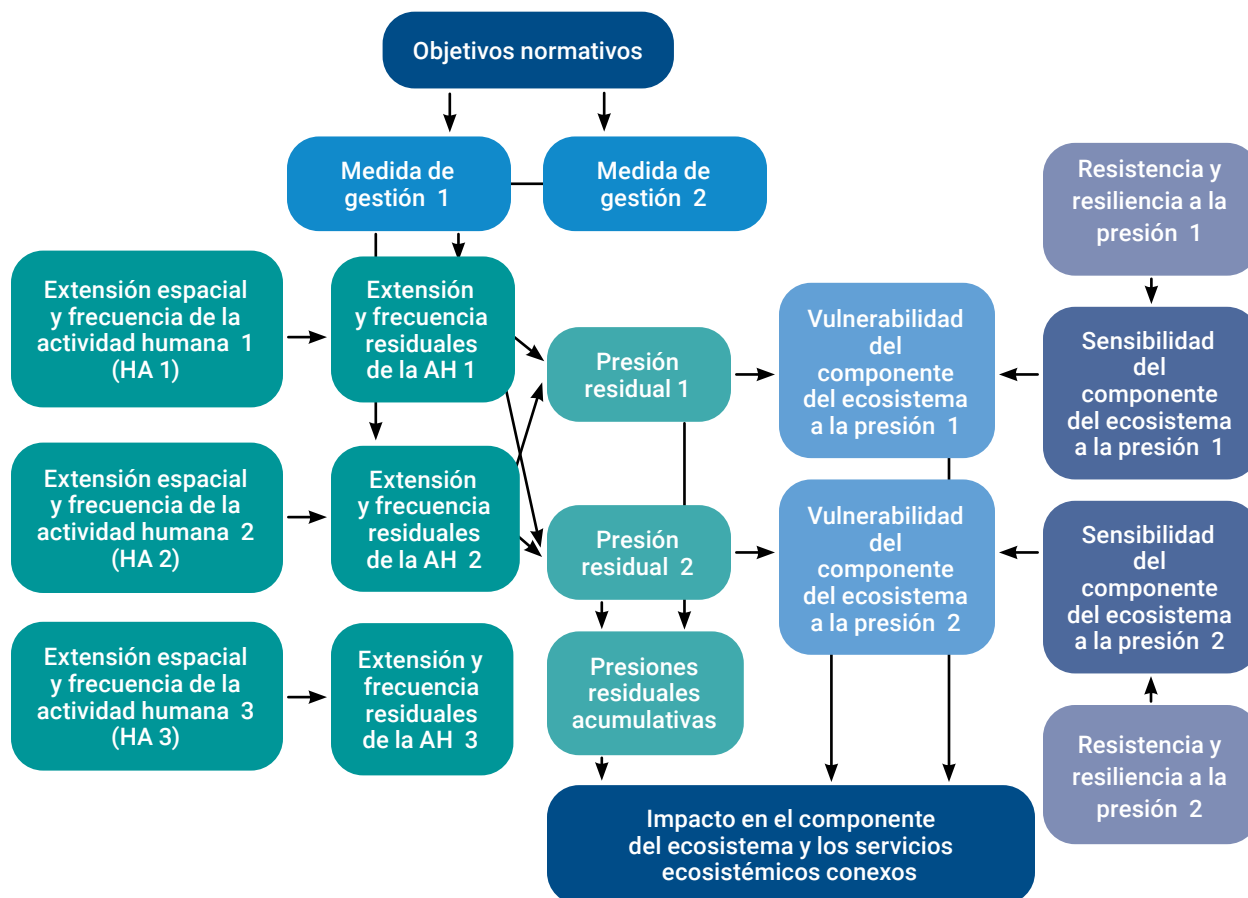 Objetivos normativos
Medida de
gestión 1
Medida de
gestión 2
Resistencia y
resiliencia a la
presión 1
Extensión espacial
y frecuencia de la
actividad humana 1
(HA 1)
Extensión
y frecuencia
residuales
de la AH 1
Presión
residual 1
Vulnerabilidad
del
componente
del ecosistema
a la presión 1
Sensibilidad
del
componente
del ecosistema
a la presión 1
Extensión espacial
y frecuencia de la
actividad humana 2
(HA 2)
Extensión
y frecuencia
residuales
de la AH 2
Presión
residual 2
Vulnerabilidad
del
componente
del ecosistema
a la presión 2
Sensibilidad
del
componente
del ecosistema
a la presión 2
Extensión espacial
y frecuencia de la
actividad humana 3
(HA 3)
Extensión y
frecuencia
residuales
de la AH 3
Presiones
residuales
acumulativas
Resistencia y
resiliencia a la
presión 2
Impacto en el componente
del ecosistema y los servicios
ecosistémicos conexos